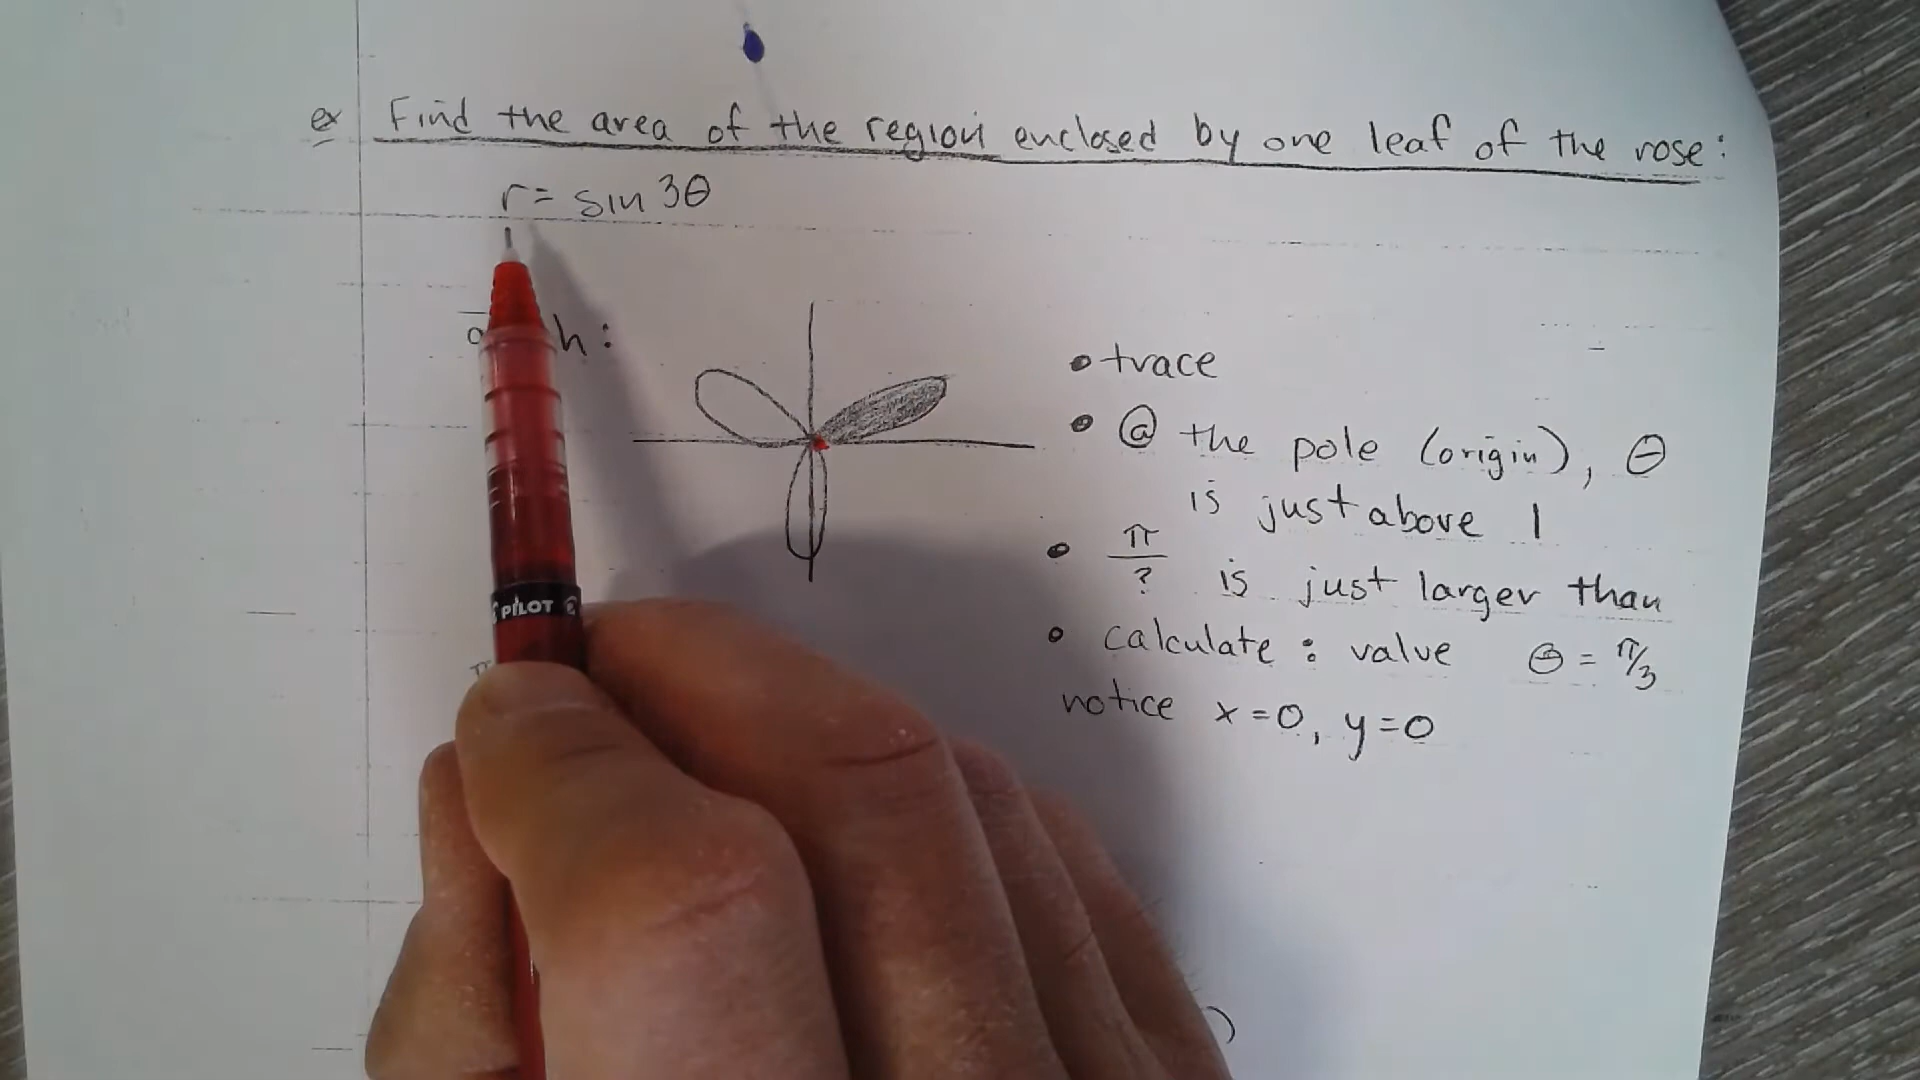 ex Find the area of the region enclosed by one leaf of the rose:
r = sin 3θ
h:
• trace
• @ the pole (origin), θ
is just above 1
• π/? is just larger than
• calculate : value θ = π/3
notice x=0, y=0
PILOT
π
)